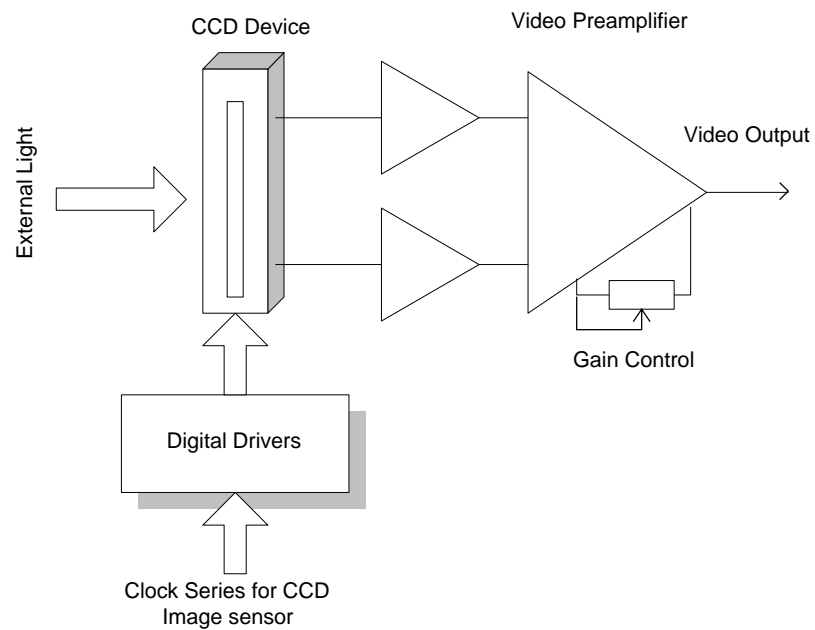 CCD Device
Video Preamplifier
Video Output
External Light
Gain Control
Digital Drivers
Clock Series for CCD
Image sensor